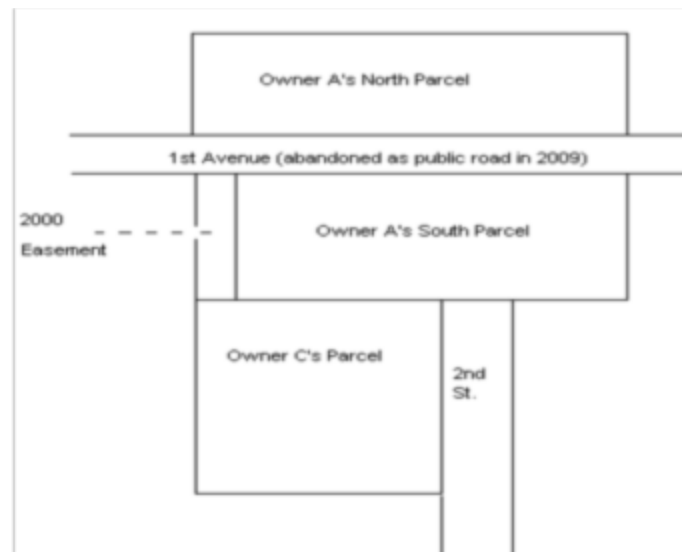 Owner A's North Parcel
1st Avenue (abandoned as public road in 2009)
2000
Easement
Owner A's South Parcel
Owner C's Parcel
2nd
St.